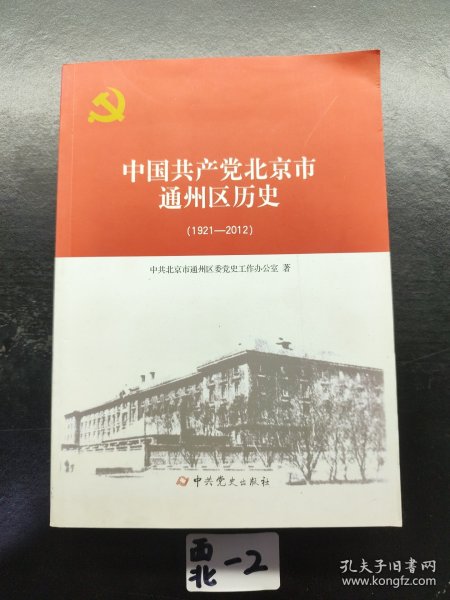 中国共产党北京市
通州区历史
(1921—2012)
中共北京市通州区委党史工作办公室 著
中共党史出版社
西北-2
孔夫子旧书网
www.kongfz.com